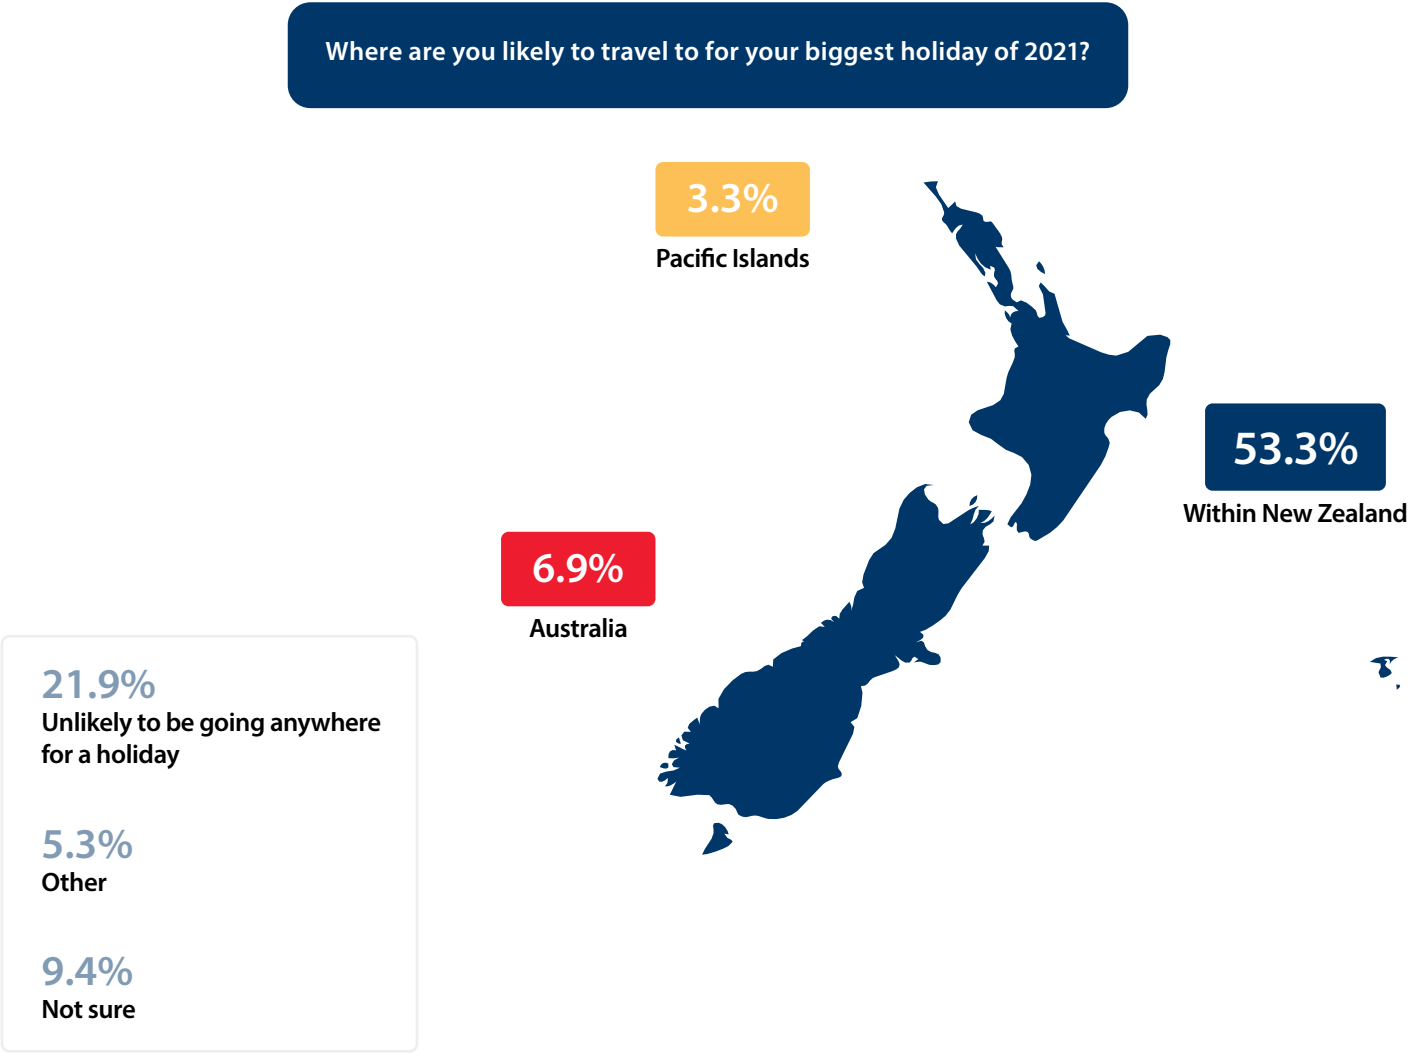 Where are you likely to travel to for your biggest holiday of 2021?
3.3%
Pacific Islands
53.3%
Within New Zealand
6.9%
Australia
21.9%
Unlikely to be going anywhere
for a holiday
5.3%
Other
9.4%
Not sure